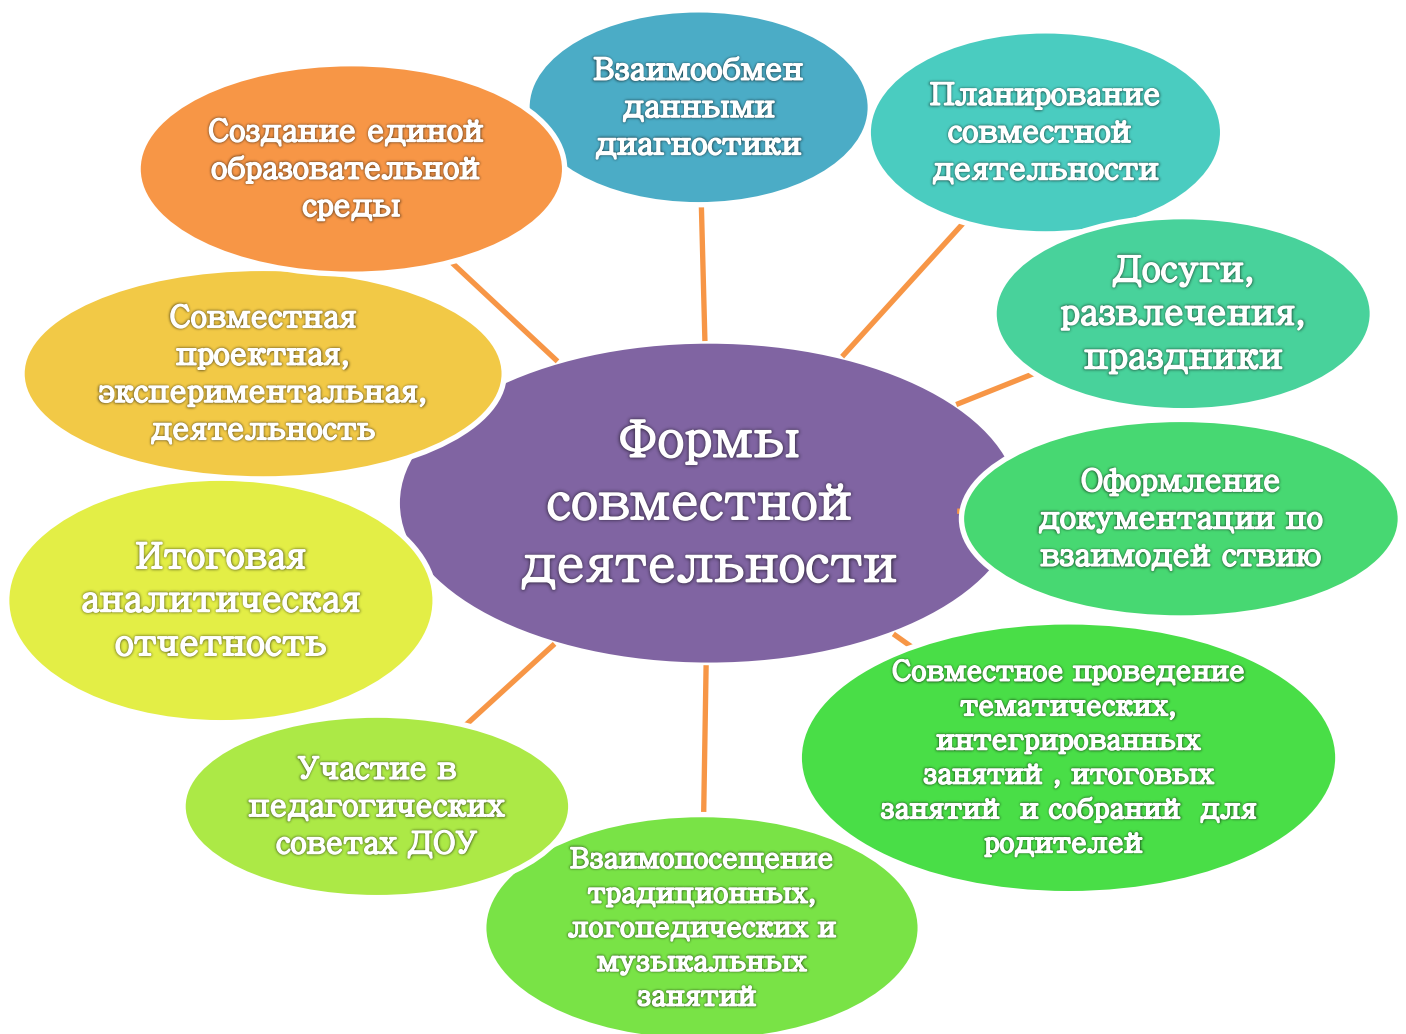 Взаимообмен
данными
диагностики
Планирование
совместной
деятельности
Создание единой
образовательной
среды
Досуги,
развлечения,
праздники
Совместная
проектная,
экспериментальная,
деятельность
Формы
совместной
деятельности
Оформление
документации по
взаимодей ствию
Итоговая
аналитическая
отчетность
Совместное проведение
тематических,
интегрированных
занятий , итоговых
занятий и собраний для
родителей
Участие в
педагогических
советах ДОУ
Взаимопосещение
традиционных,
логопедических и
музыкальных
занятий